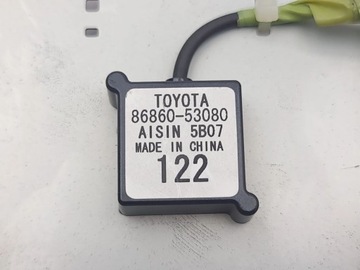 TOYOTA
86860-53080
AISIN 5B07
MADE IN CHINA
122